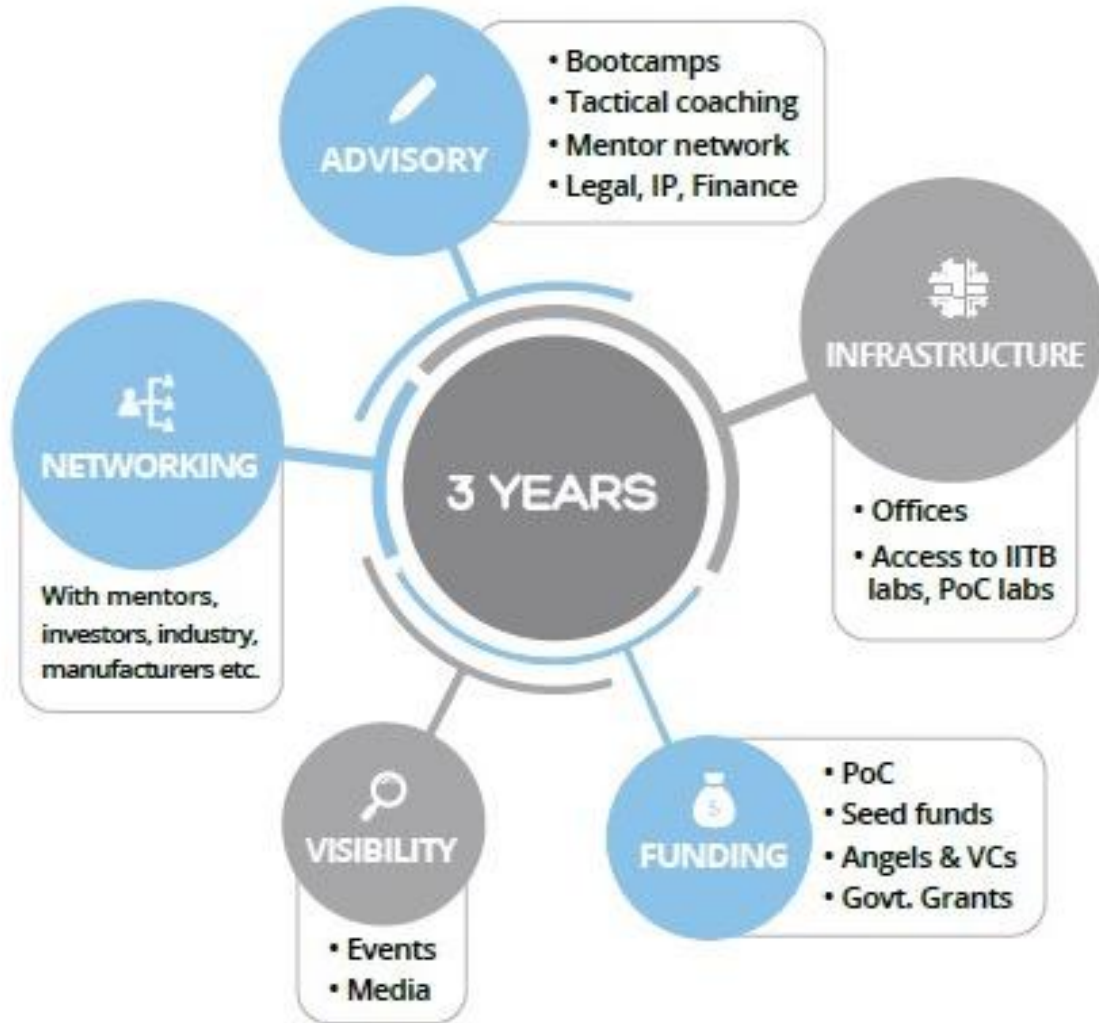 • Bootcamps
• Tactical coaching
• Mentor network
• Legal, IP, Finance
ADVISORY
INFRASTRUCTURE
• Offices
• Access to IITB
labs, PoC labs
NETWORKING
With mentors,
investors, industry,
manufacturers etc.
3 YEARS
VISIBILITY
• Events
• Media
$
FUNDING
• PoC
• Seed funds
• Angels & VCs
• Govt. Grants